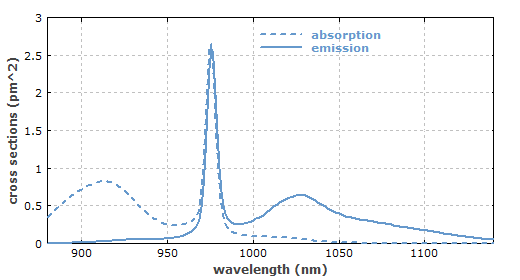 3
2.5
2
1.5
1
0.5
0
absorption
emission
cross sections (pm^2)
900 950 1000 1050 1100
wavelength (nm)